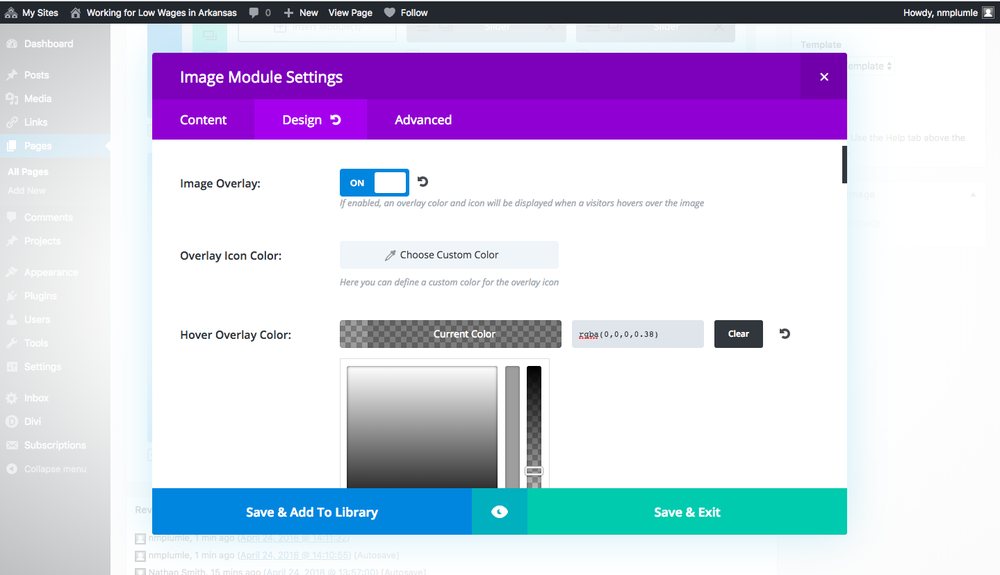 My Sites Working for Low Wages in Arkansas 0 New View Page Follow Howdy, nmplumle
Insert Module(s) Slider Slider
Dashboard
Posts
Media
Links
Pages
All Pages
Add New
Comments
Projects
Appearance
Plugins
Users
Tools
Settings
Inbox
Divi
Subscriptions
Collapse menu
Template
emplate
Use the Help tab above the
mage
Image Module Settings
Content Design Advanced
Image Overlay: ON
If enabled, an overlay color and icon will be displayed when a visitors hovers over the image
Overlay Icon Color: Choose Custom Color
Here you can define a custom color for the overlay icon
Hover Overlay Color: Current Color rgba(0,0,0,0.38) Clear
Save & Add To Library Save & Exit
Rev
nmplumle, 1 min ago (April 24, 2018 @ 14:11:32)
nmplumle, 1 min ago (April 24, 2018 @ 14:10:55) [Autosave]
Nathan Smith, 15 mins ago (April 24, 2018 @ 13:57:00) [Autosave]